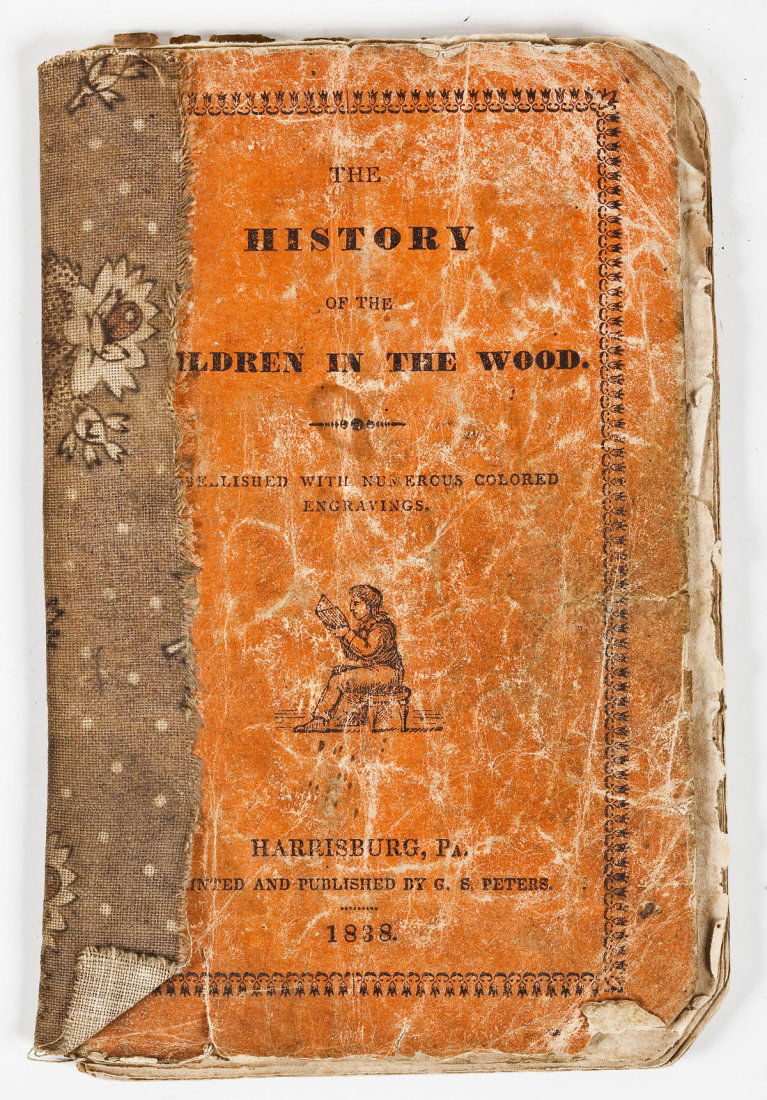 THE
HISTORY
OF THE
ILDREN IN THE WOOD.
BELLISHED WITH NUMEROUS COLORED
ENGRAVINGS.
HARRISBURG, PA.
INTED AND PUBLISHED BY G. S. PETERS.
1838.